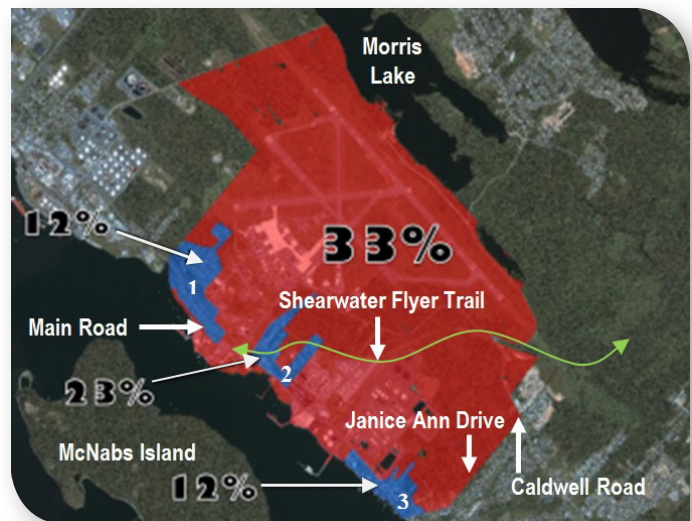 Morris
Lake
12%
33%
1
Shearwater Flyer Trail
Main Road
2
23%
Janice Ann Drive
McNabs Island
12%
3
Caldwell Road